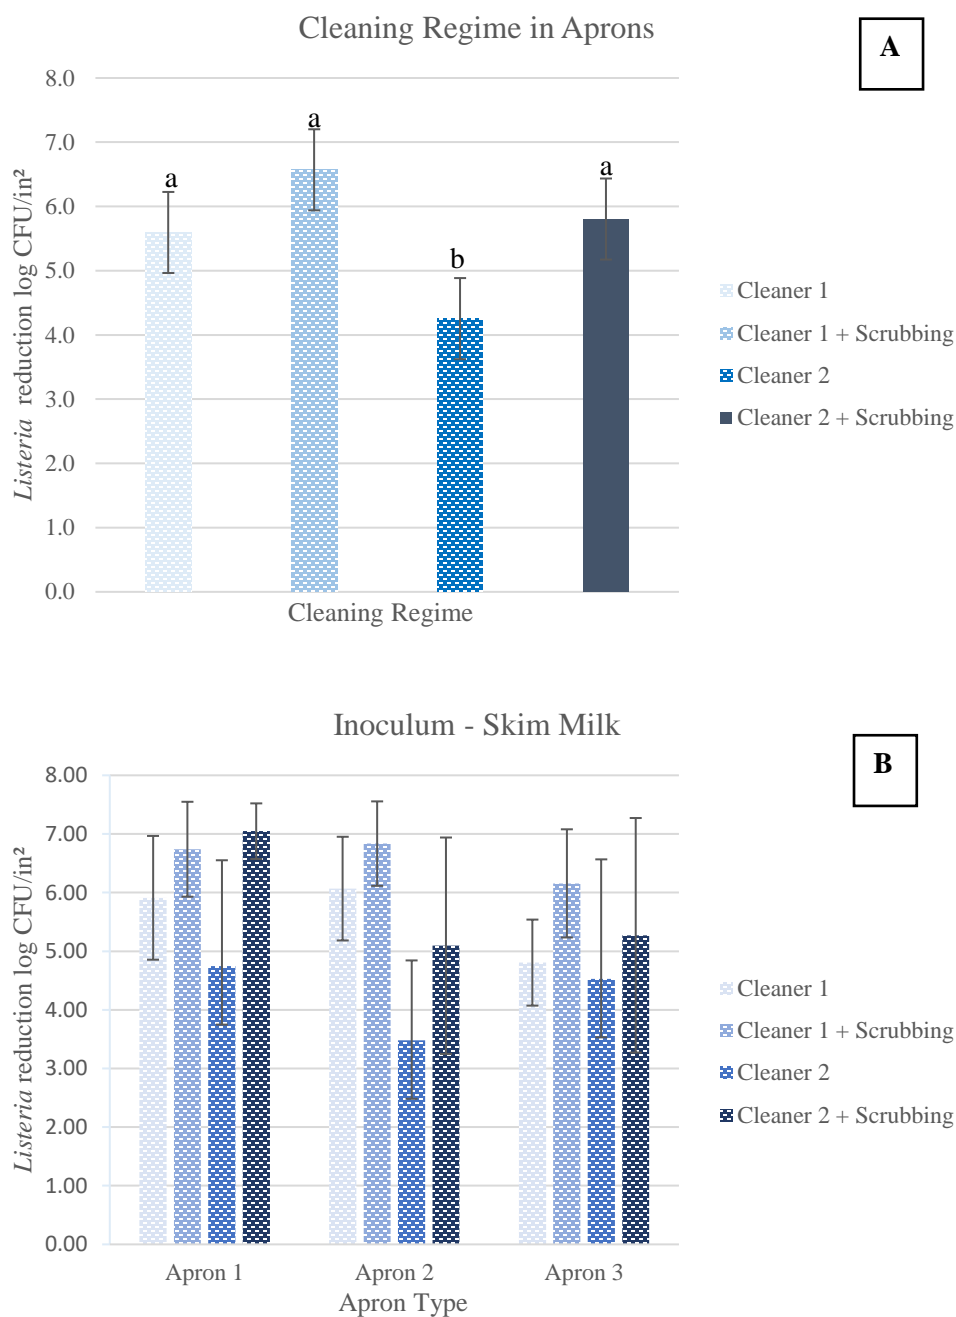 Cleaning Regime in Aprons
A
Listeria reduction log CFU/in²
8.0
7.0
6.0
5.0
4.0
3.0
2.0
1.0
0.0
a
a
b
a
Cleaning Regime
Cleaner 1
Cleaner 1 + Scrubbing
Cleaner 2
Cleaner 2 + Scrubbing
Inoculum - Skim Milk
B
Listeria reduction log CFU/in²
8.00
7.00
6.00
5.00
4.00
3.00
2.00
1.00
0.00
Apron 1
Apron 2
Apron 3
Apron Type
Cleaner 1
Cleaner 1 + Scrubbing
Cleaner 2
Cleaner 2 + Scrubbing